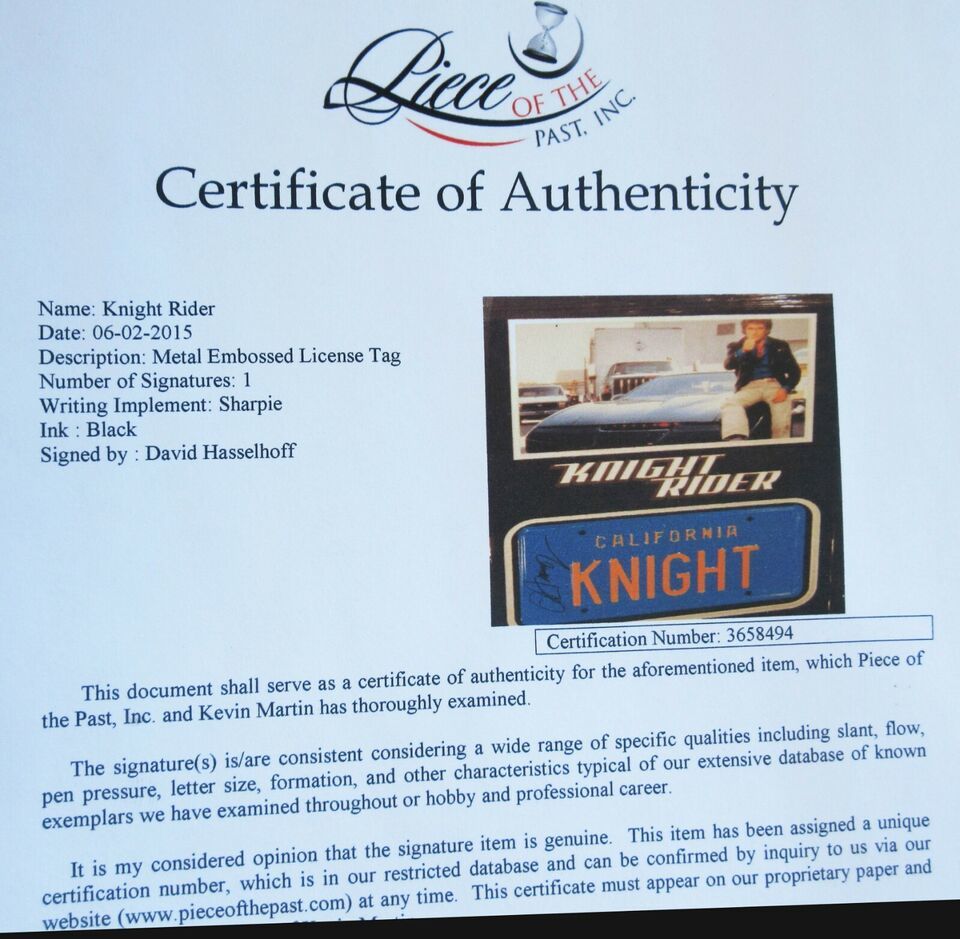 Piece OF THE
PAST, INC.
Certificate of Authenticity
Name: Knight Rider
Date: 06-02-2015
Description: Metal Embossed License Tag
Number of Signatures: 1
Writing Implement: Sharpie
Ink : Black
Signed by : David Hasselhoff
KNIGHT
RIDER
CALIFORNIA
KNIGHT
Certification Number: 3658494
This document shall serve as a certificate of authenticity for the aforementioned item, which Piece of
the Past, Inc. and Kevin Martin has thoroughly examined.
The signature(s) is/are consistent considering a wide range of specific qualities including slant, flow,
pen pressure, letter size, formation, and other characteristics typical of our extensive database of known
exemplars we have examined throughout or hobby and professional career.
It is my considered opinion that the signature item is genuine. This item has been assigned a unique
certification number, which is in our restricted database and can be confirmed by inquiry to us via our
website (www.pieceofthepast.com) at any time. This certificate must appear on our proprietary paper and